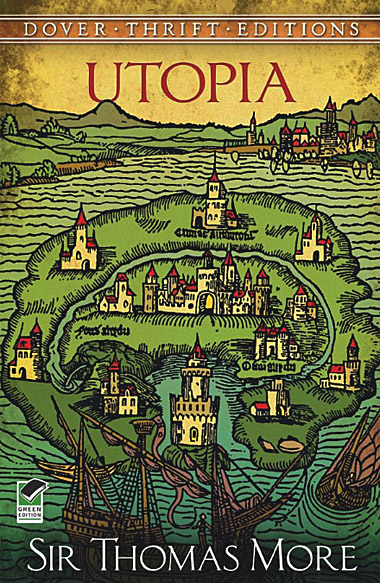 DOVER · THRIFT · EDITIONS
UTOPIA
GREEN
EDITION
SIR THOMAS MORE